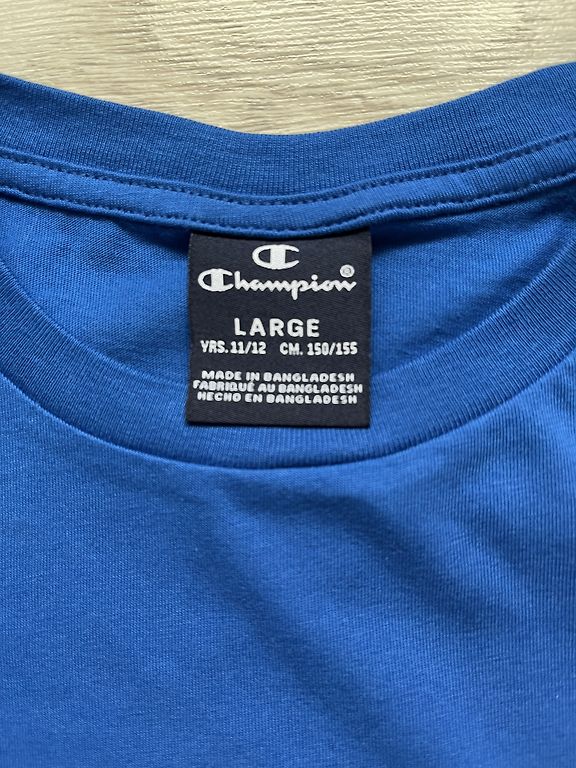 Champion®
LARGE
YRS. 11/12 CM. 150/155
MADE IN BANGLADESH
FABRIQUÉ AU BANGLADESH
HECHO EN BANGLADESH